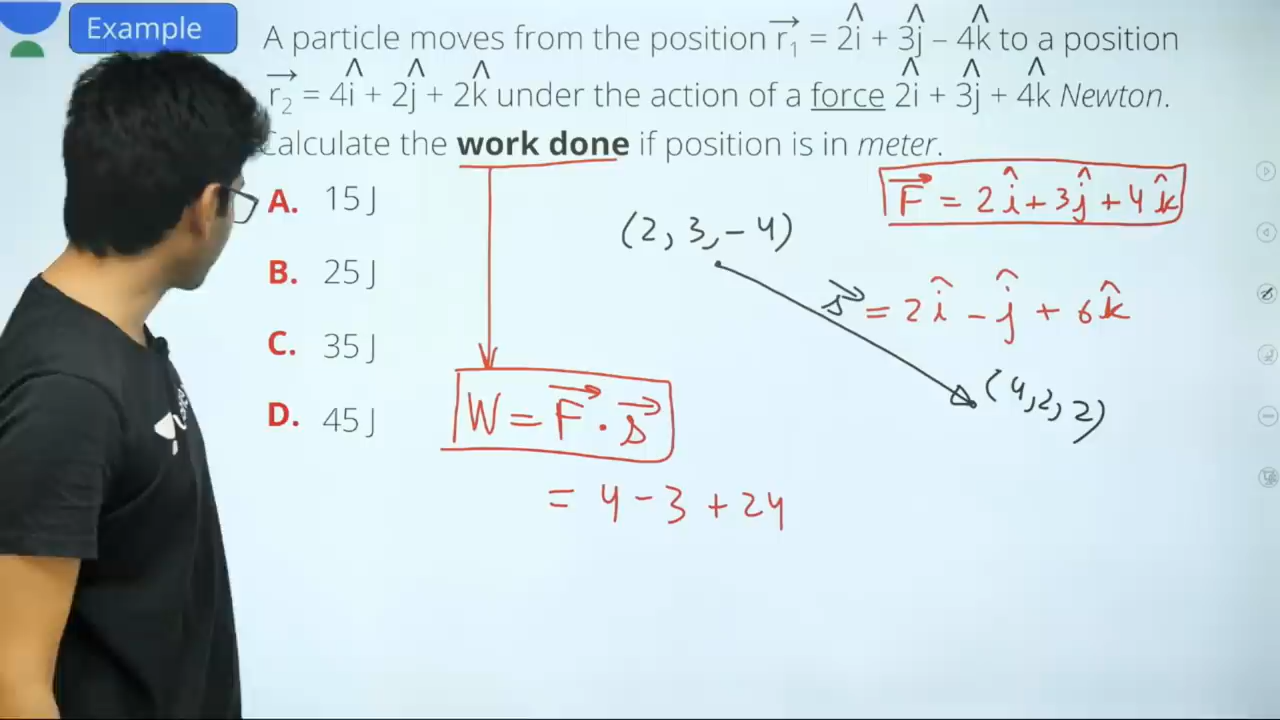 Example
A particle moves from the position r⃗₁ = 2î + 3ĵ – 4k̂ to a position
r⃗₂ = 4î + 2ĵ + 2k̂ under the action of a force 2î + 3ĵ + 4k̂ Newton.
Calculate the work done if position is in meter.
F⃗ = 2î + 3ĵ + 4k̂
A. 15 J
(2, 3, – 4)
B. 25 J
s⃗ = 2î – ĵ + 6k̂
C. 35 J
(4, 2, 2)
D. 45 J
W = F⃗ · s⃗
= 4 – 3 + 24